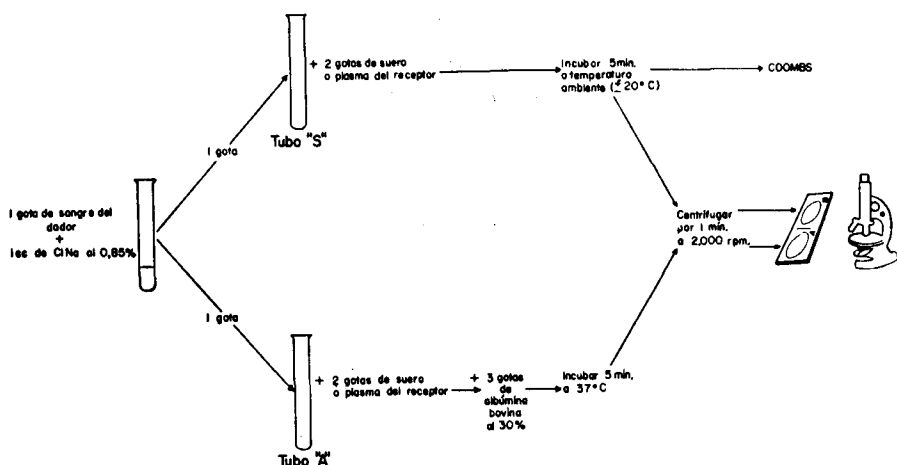 + 2 gotas de suero
o plasma del receptor
Incubar 5min.
a temperatura
ambiente (± 20°C)
COOMBS
Tubo "S"
1 gota
1 gota de sangre del
dador
+
1cc de ClNa al 0,85%
Centrifugar
por 1 min.
a 2,000 rpm.
1 gota
+ 2 gotas de suero
o plasma del receptor
+ 3 gotas
de
albúmina
bovina
al 30%
Incubar 5 min.
a 37°C
Tubo "A"